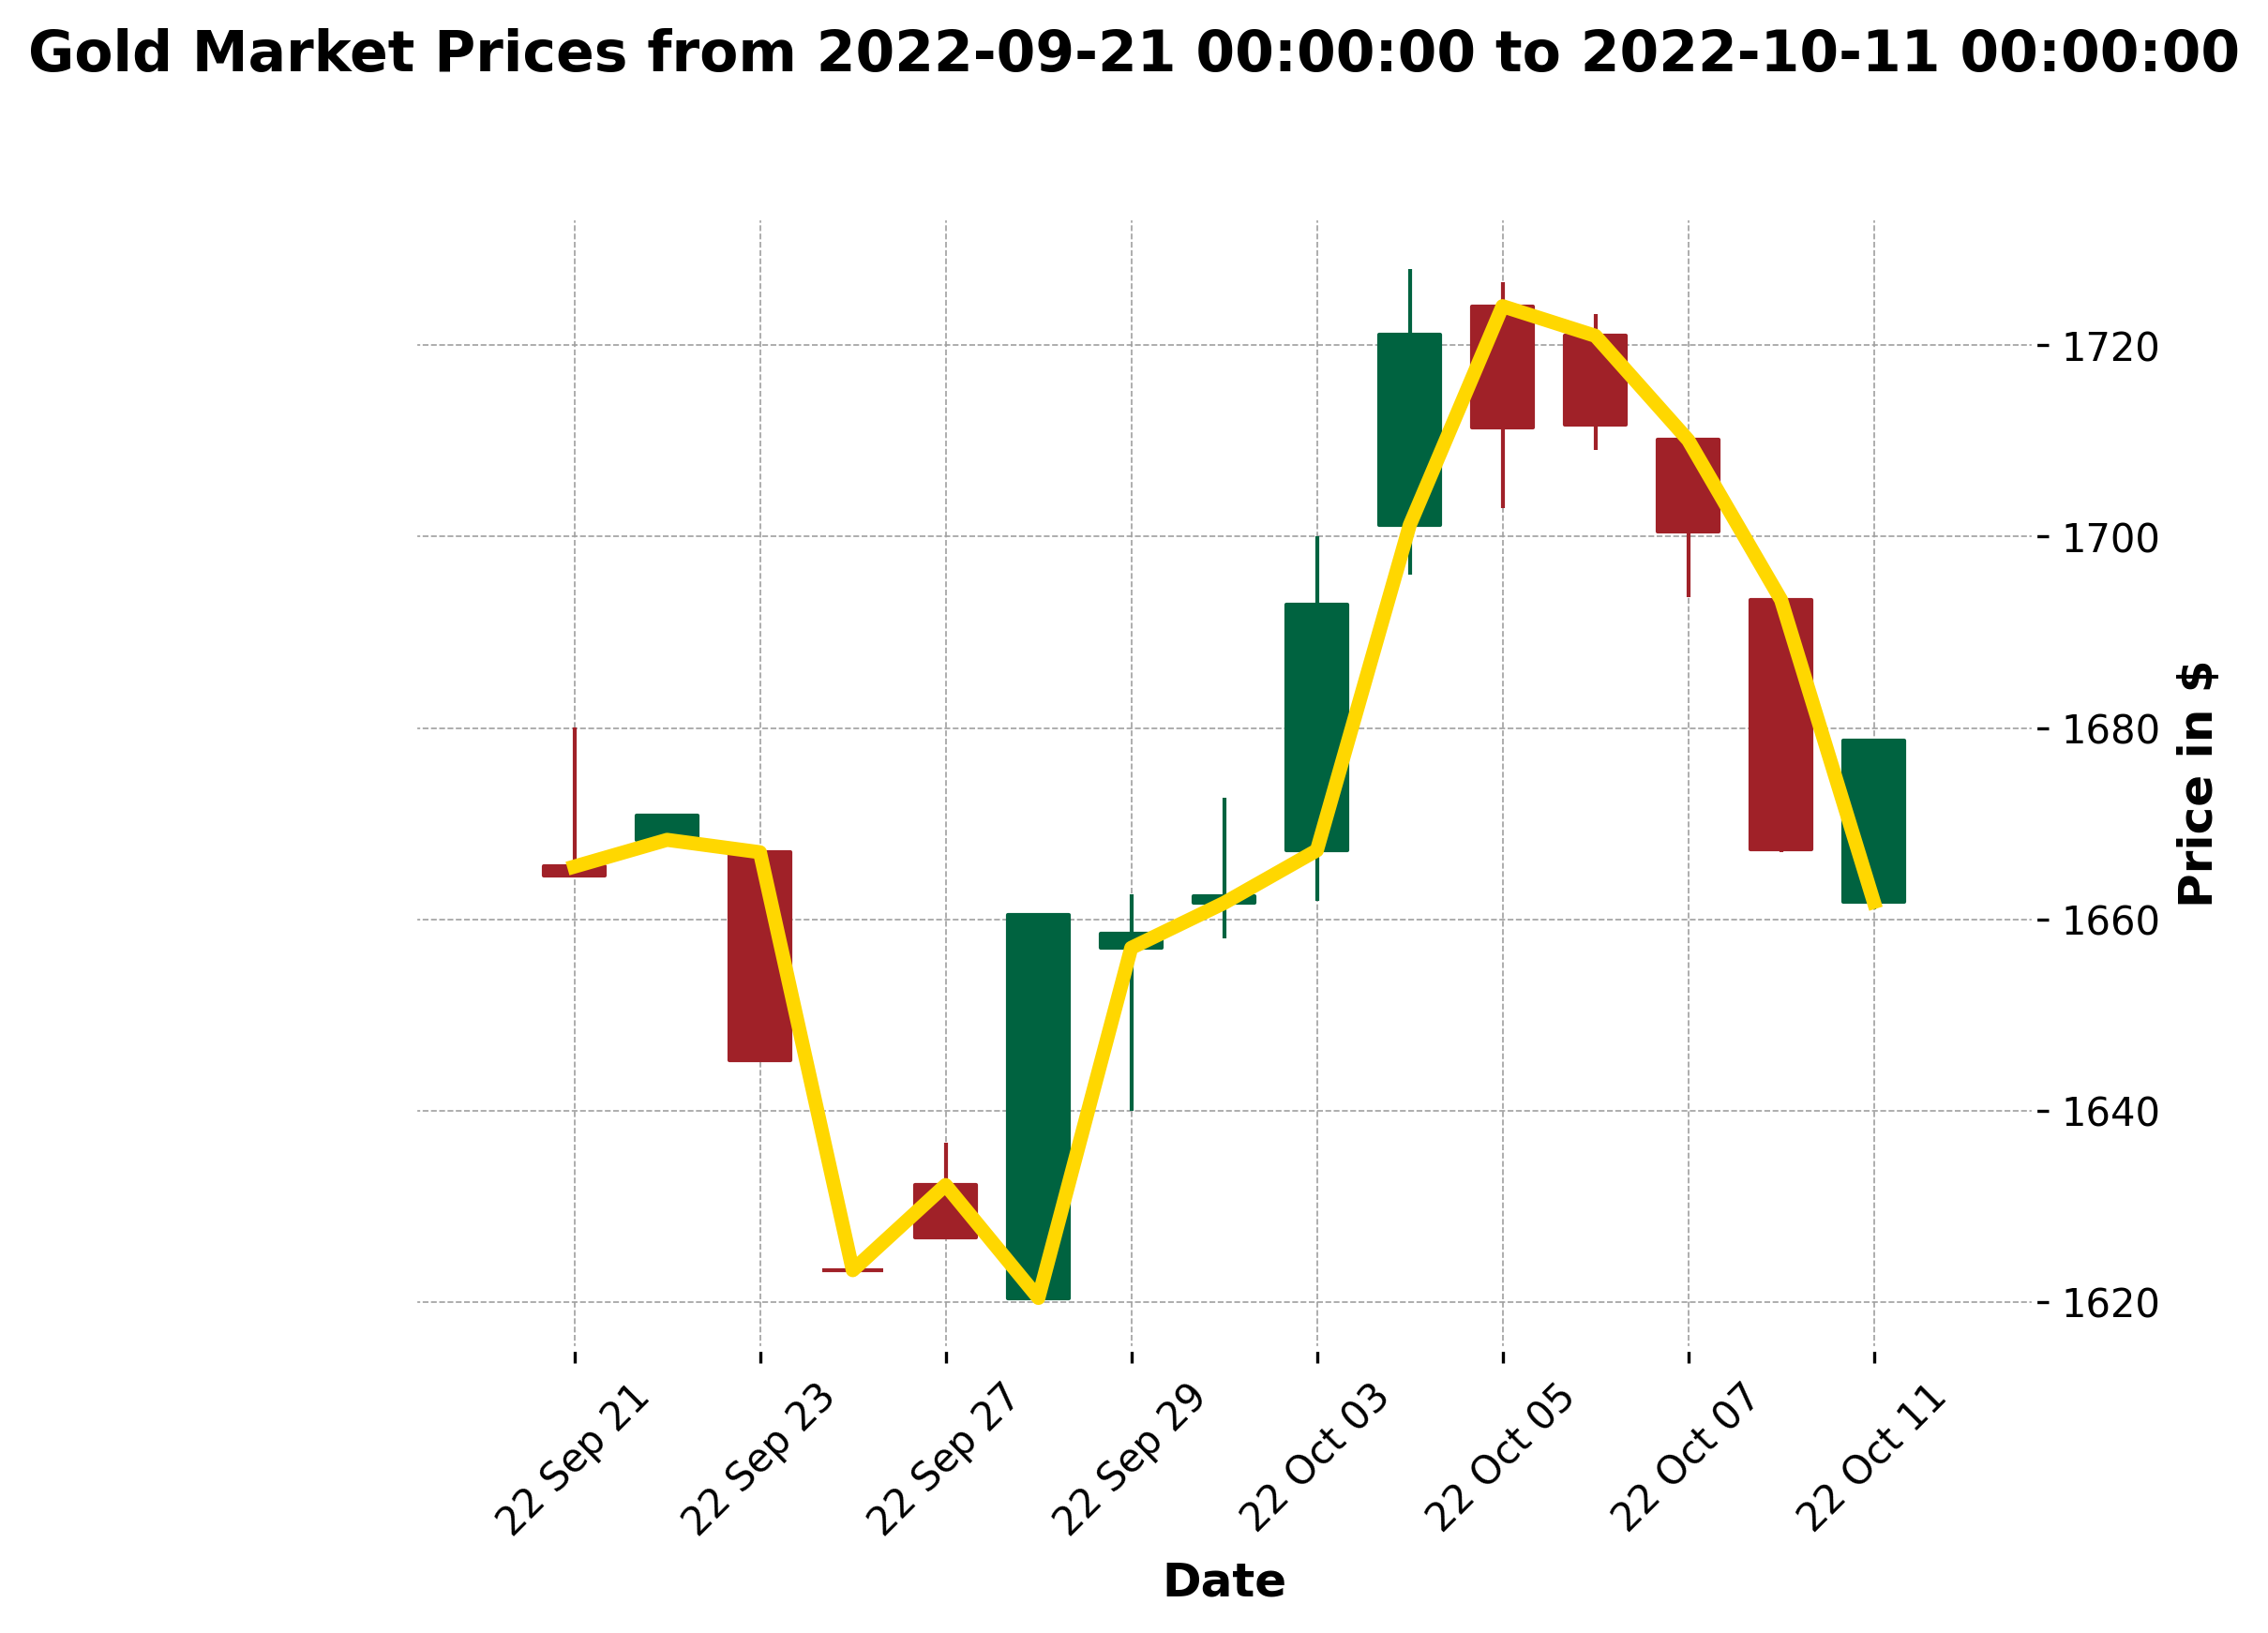 Gold Market Prices from 2022-09-21 00:00:00 to 2022-10-11 00:00:00
1720
1700
1680
1660
1640
1620
Price in $
22 Sep 21
22 Sep 23
22 Sep 27
22 Sep 29
22 Oct 03
22 Oct 05
22 Oct 07
22 Oct 11
Date